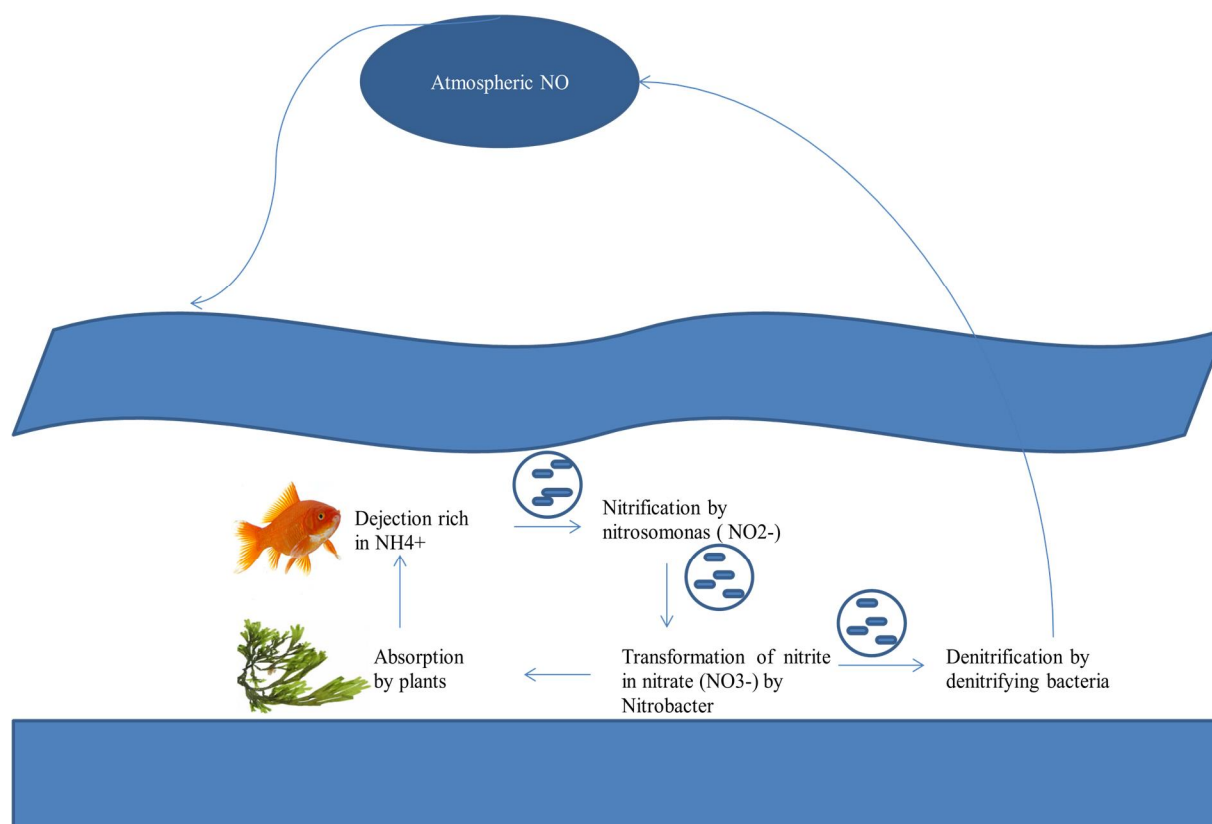 Atmospheric NO
Dejection rich
in NH4+
Nitrification by
nitrosomonas ( NO2-)
Absorption
by plants
Transformation of nitrite
in nitrate (NO3-) by
Nitrobacter
Denitrification by
denitrifying bacteria